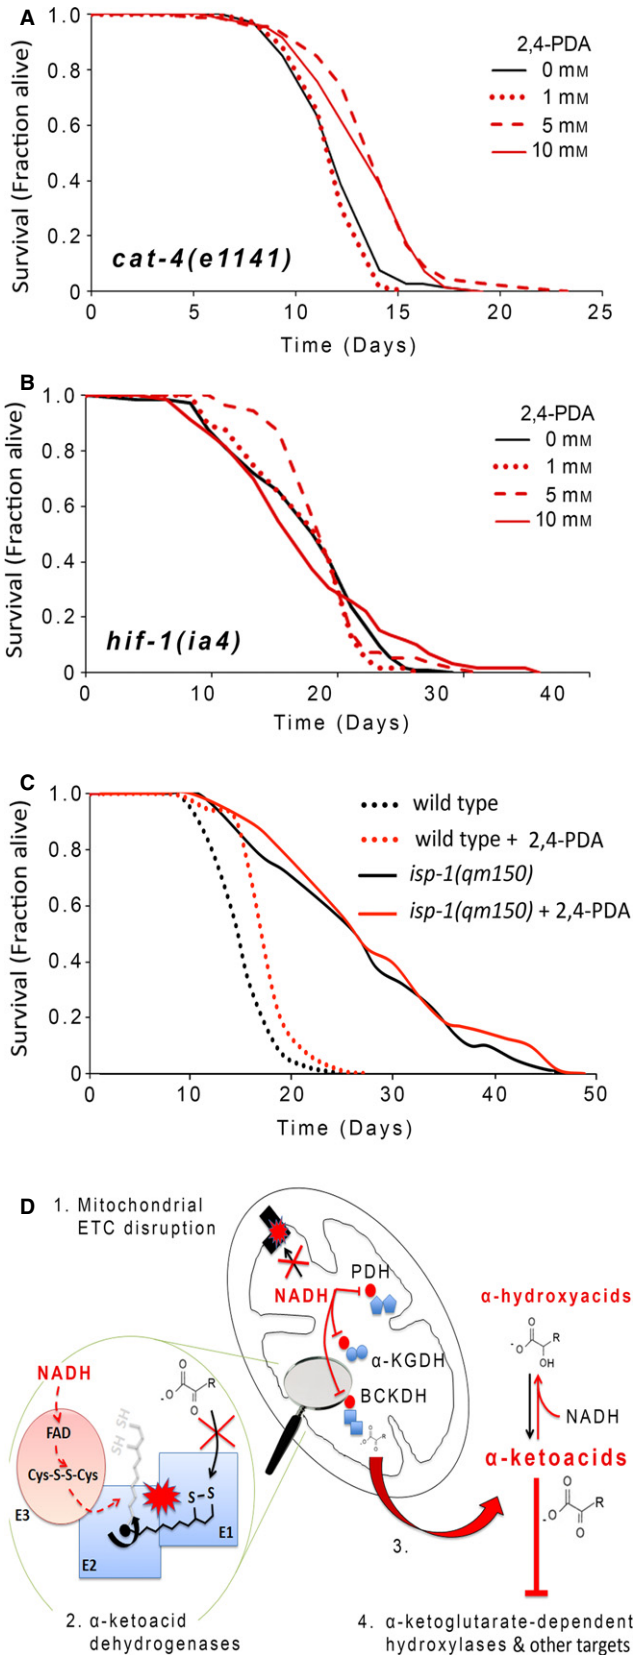 A
Survival (Fraction alive)
1.0
0.8
0.6
0.4
0.2
0
2,4-PDA
0 mM
1 mM
5 mM
10 mM
cat-4(e1141)
0 5 10 15 20 25
Time (Days)
B
Survival (Fraction alive)
1.0
0.8
0.6
0.4
0.2
0
2,4-PDA
0 mM
1 mM
5 mM
10 mM
hif-1(ia4)
0 10 20 30 40
Time (Days)
C
Survival (Fraction alive)
1.0
0.8
0.6
0.4
0.2
0
wild type
wild type + 2,4-PDA
isp-1(qm150)
isp-1(qm150) + 2,4-PDA
0 10 20 30 40 50
Time (Days)
D
1. Mitochondrial
ETC disruption
NADH
PDH
α-KGDH
BCKDH
O
R
O
O
α-hydroxyacids
O
R
O
OH
NADH
α-ketoacids
O
R
O
O
3.
NADH
FAD
Cys-S-S-Cys
E3
SH SH
O
R
O
O
S-S
E1
E2
2. α-ketoacid
dehydrogenases
4. α-ketoglutarate-dependent
hydroxylases & other targets